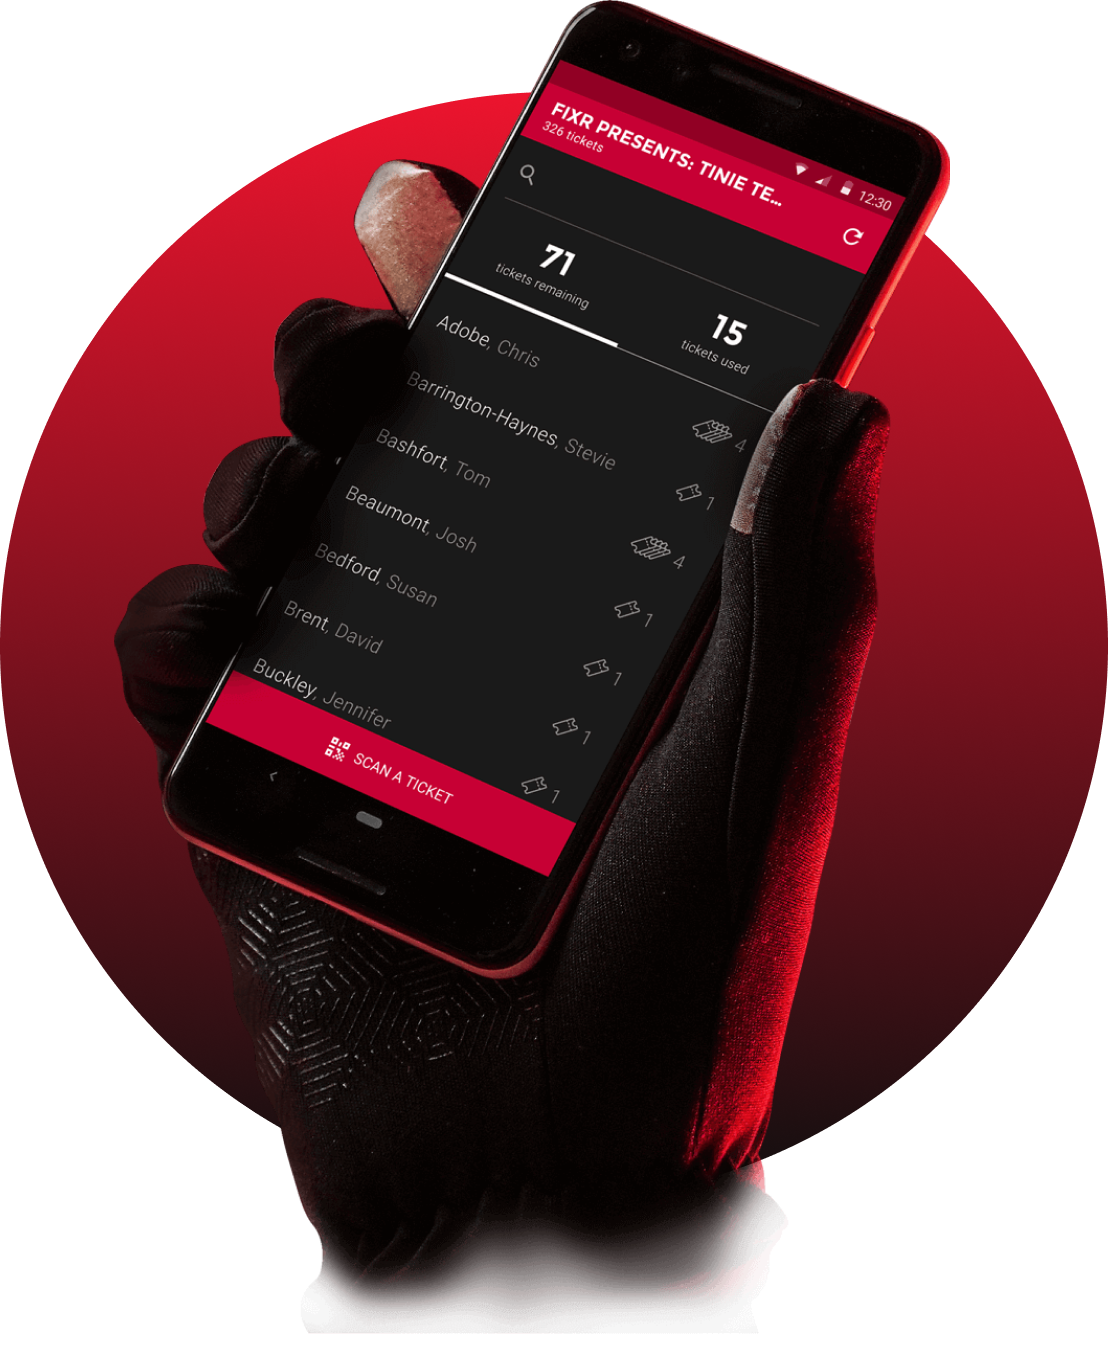 12:30
FIXR PRESENTS: TINIE TE...
326 tickets
71
tickets remaining
15
tickets used
Adobe, Chris 4
Barrington-Haynes, Stevie 1
Bashfort, Tom 4
Beaumont, Josh 1
Bedford, Susan 1
Brent, David 1
Buckley, Jennifer 1
SCAN A TICKET